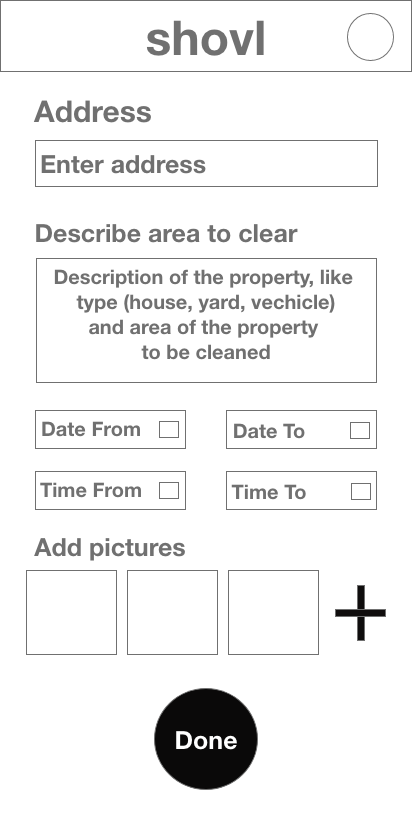 shovl
Address
Enter address
Describe area to clear
Description of the property, like
type (house, yard, vechicle)
and area of the property
to be cleaned
Date From
Date To
Time From
Time To
Add pictures
Done